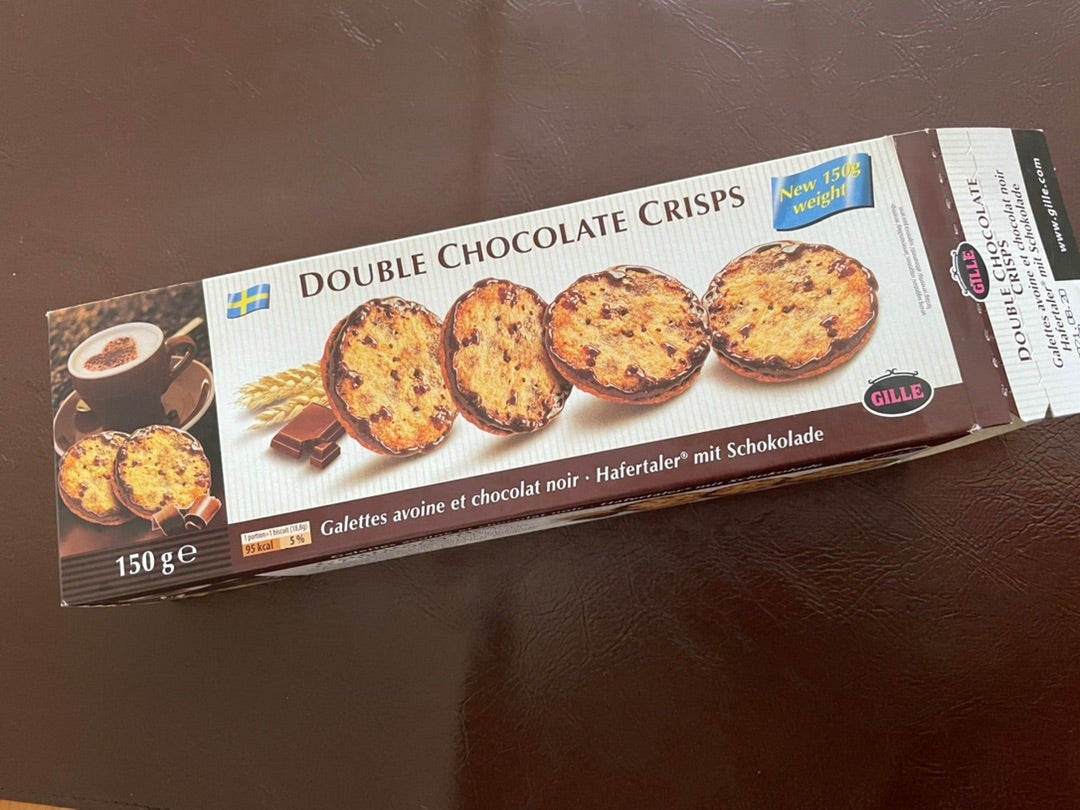 DOUBLE CHOCOLATE CRISPS
New 150g
weight
GILLE
Galettes avoine et chocolat noir · Hafertaler® mit Schokolade
1 portion=1 biscuit (18,8g)
95 kcal 5%
150 g e
GILLE
DOUBLE CHOCOLATE
CRISPS
Galettes avoine et chocolat noir
Hafertaler® mit Schokolade
www.gille.com